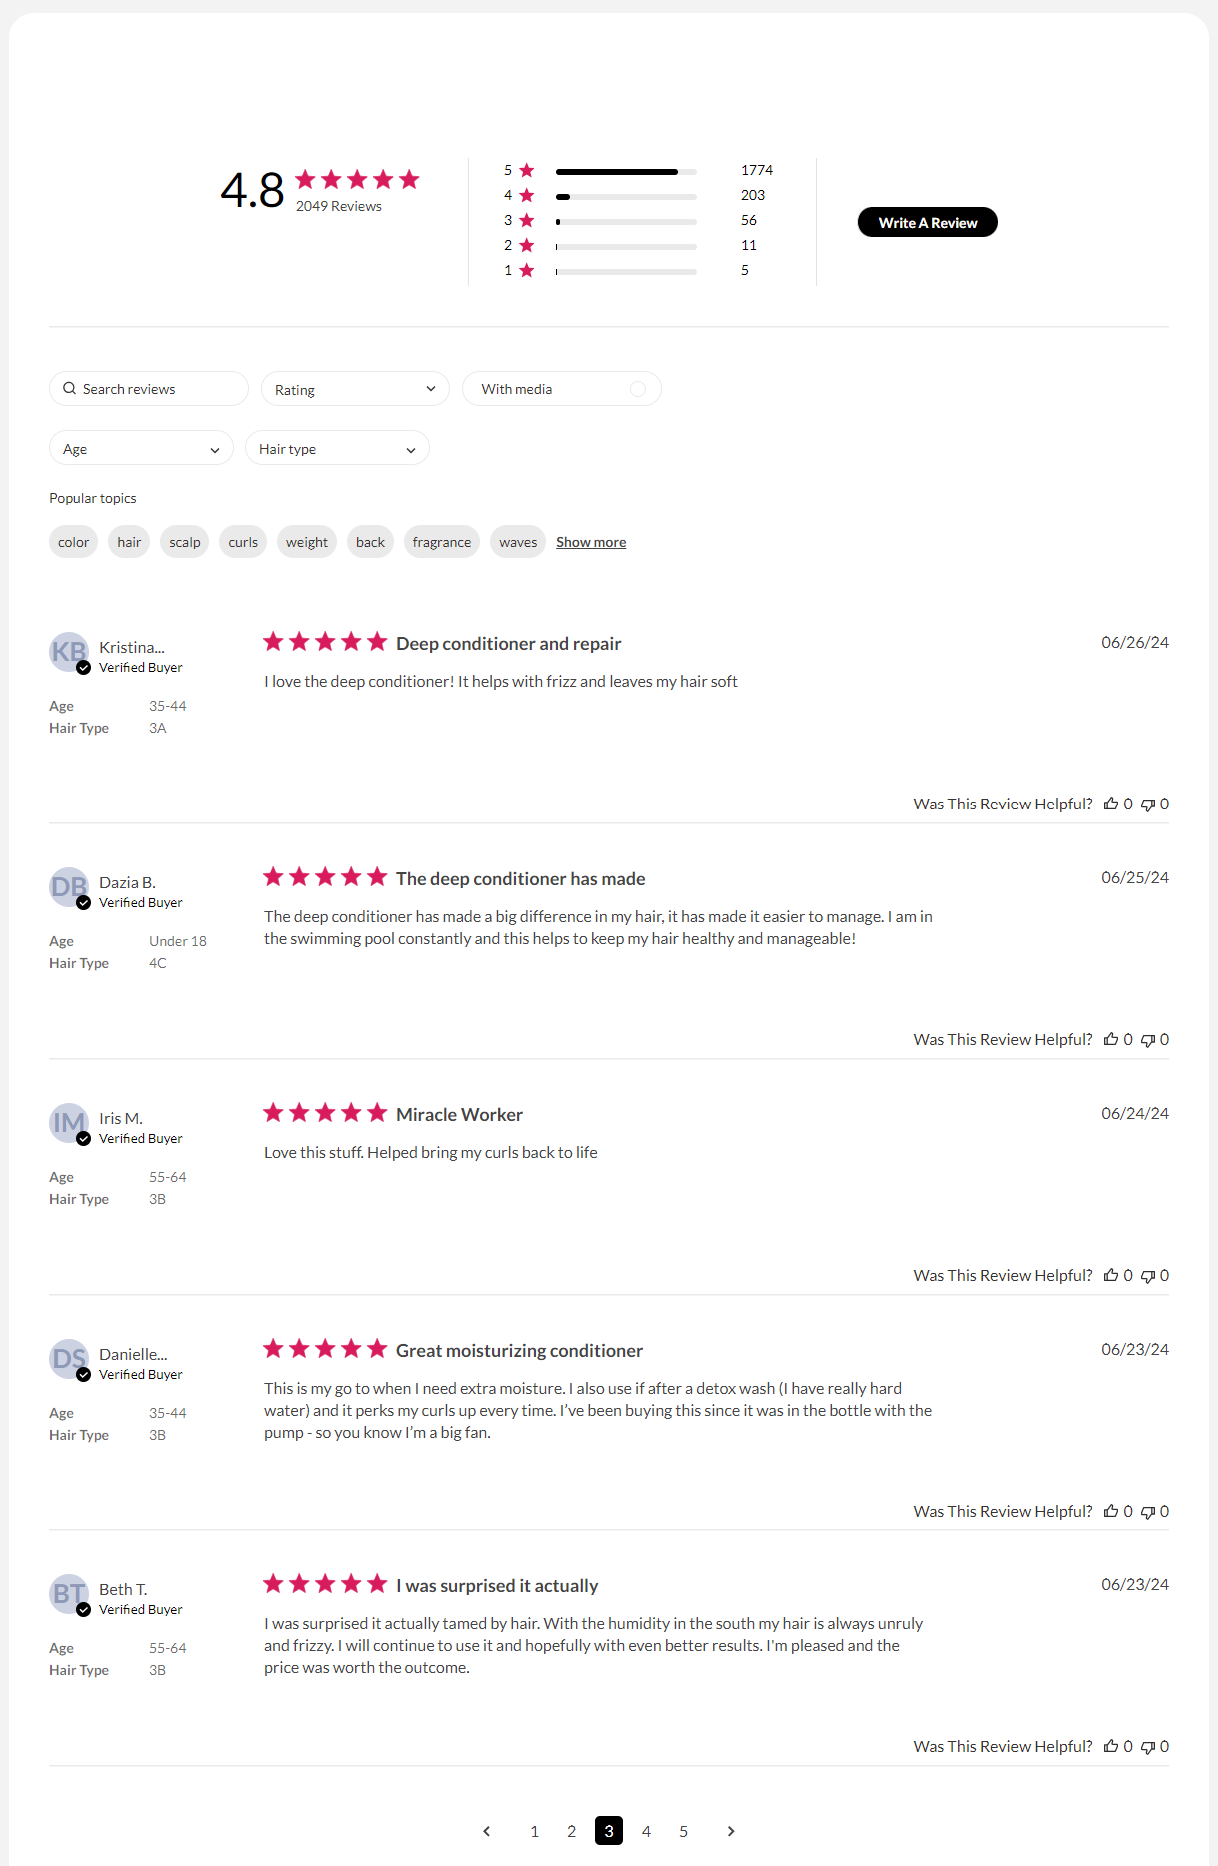 4.8
2049 Reviews
5 1774
4 203
3 56
2 11
1 5
Write A Review
Search reviews
Rating
With media
Age
Hair type
Popular topics
color hair scalp curls weight back fragrance waves Show more
KB
Kristina...
Verified Buyer
Age 35-44
Hair Type 3A
Deep conditioner and repair
06/26/24
I love the deep conditioner! It helps with frizz and leaves my hair soft
Was This Review Helpful? 0 0
DB
Dazia B.
Verified Buyer
Age Under 18
Hair Type 4C
The deep conditioner has made
06/25/24
The deep conditioner has made a big difference in my hair, it has made it easier to manage. I am in
the swimming pool constantly and this helps to keep my hair healthy and manageable!
Was This Review Helpful? 0 0
IM
Iris M.
Verified Buyer
Age 55-64
Hair Type 3B
Miracle Worker
06/24/24
Love this stuff. Helped bring my curls back to life
Was This Review Helpful? 0 0
DS
Danielle...
Verified Buyer
Age 35-44
Hair Type 3B
Great moisturizing conditioner
06/23/24
This is my go to when I need extra moisture. I also use if after a detox wash (I have really hard
water) and it perks my curls up every time. I’ve been buying this since it was in the bottle with the
pump - so you know I’m a big fan.
Was This Review Helpful? 0 0
BT
Beth T.
Verified Buyer
Age 55-64
Hair Type 3B
I was surprised it actually
06/23/24
I was surprised it actually tamed by hair. With the humidity in the south my hair is always unruly
and frizzy. I will continue to use it and hopefully with even better results. I'm pleased and the
price was worth the outcome.
Was This Review Helpful? 0 0
1 2 3 4 5